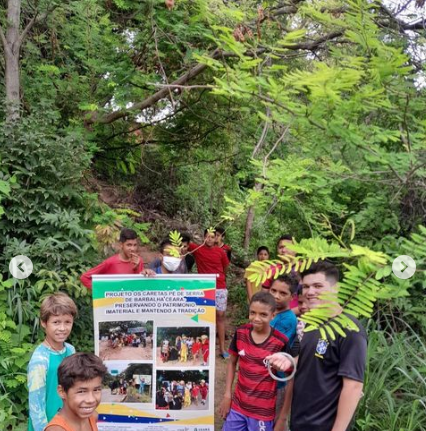 PROJETO OS CARETAS PÉ DE SERRA
DE BARBALHA CEARÁ:
PRESERVANDO O PATRIMÔNIO
IMATERIAL E MANTENDO A TRADIÇÃO